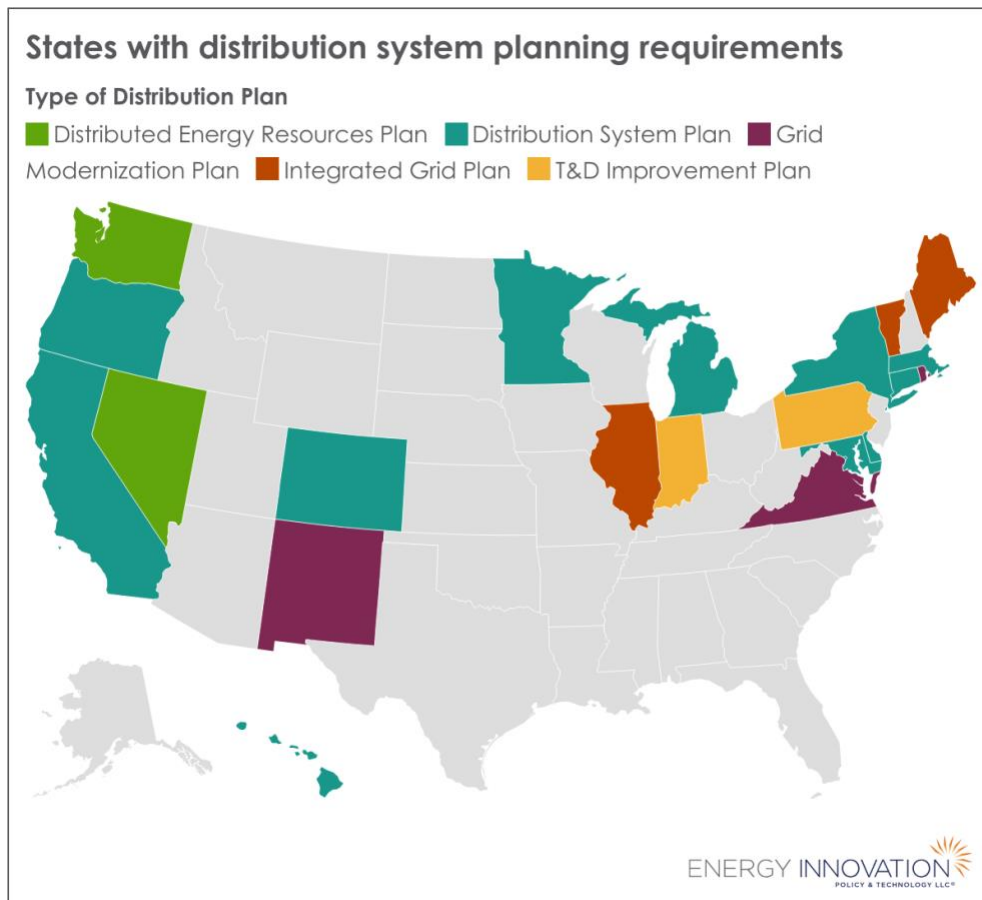 States with distribution system planning requirements
Type of Distribution Plan
Distributed Energy Resources Plan Distribution System Plan Grid
Modernization Plan Integrated Grid Plan T&D Improvement Plan
ENERGY INNOVATION
POLICY & TECHNOLOGY LLC®